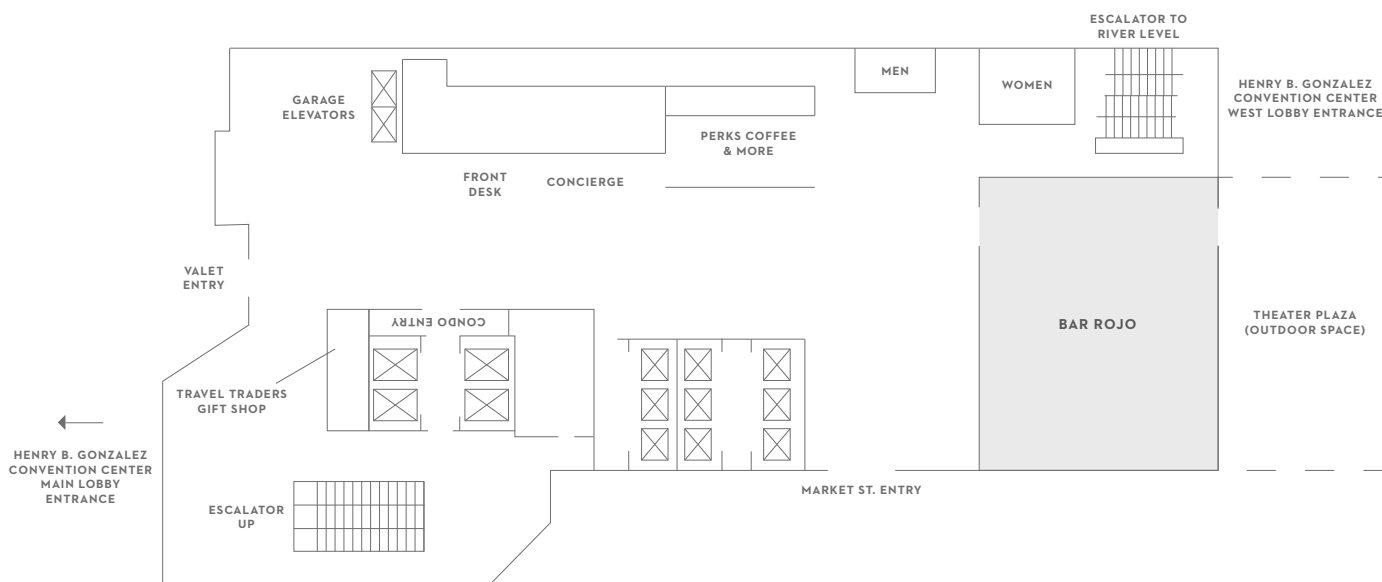 ESCALATOR TO
RIVER LEVEL
MEN
WOMEN
HENRY B. GONZALEZ
CONVENTION CENTER
WEST LOBBY ENTRANCE
GARAGE
ELEVATORS
PERKS COFFEE
& MORE
FRONT
DESK
CONCIERGE
VALET
ENTRY
CONDO ENTRY
BAR ROJO
THEATER PLAZA
(OUTDOOR SPACE)
TRAVEL TRADERS
GIFT SHOP
HENRY B. GONZALEZ
CONVENTION CENTER
MAIN LOBBY
ENTRANCE
MARKET ST. ENTRY
ESCALATOR
UP